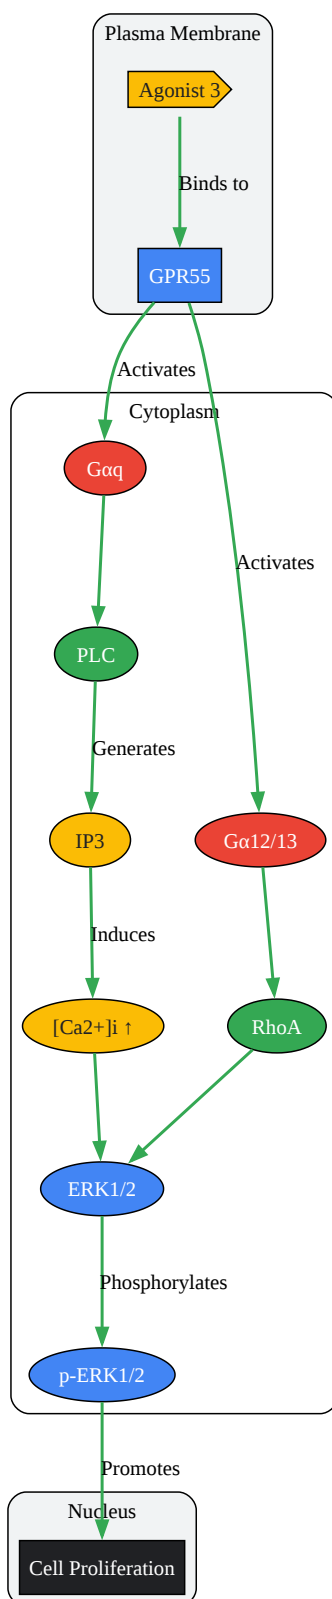 Plasma Membrane
Agonist 3
Binds to
GPR55
Activates
Cytoplasm
Gαq
Activates
PLC
Generates
IP3
Gα12/13
Induces
[Ca2+]i ↑
RhoA
ERK1/2
Phosphorylates
p-ERK1/2
Promotes
Nucleus
Cell Proliferation